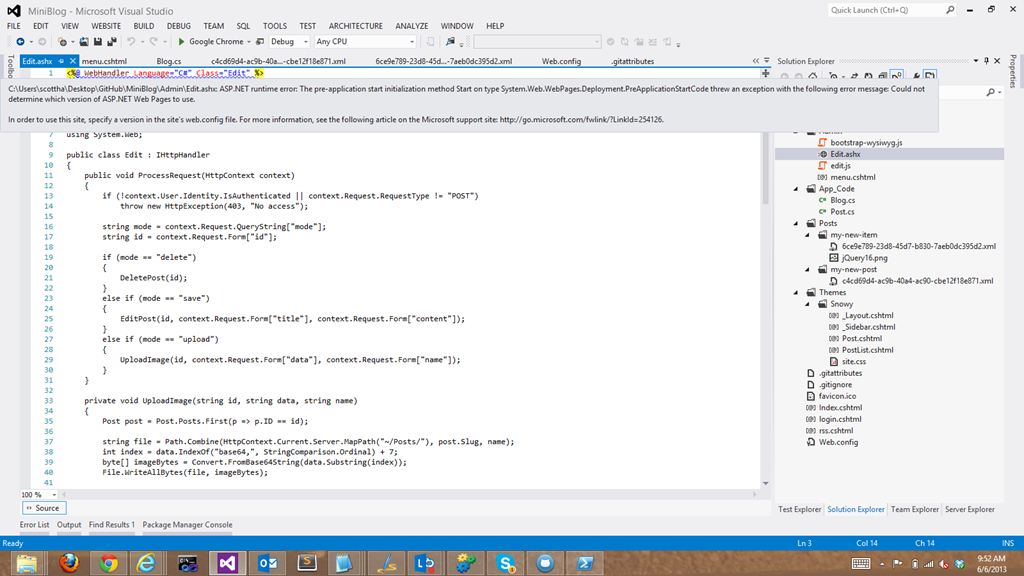 MiniBlog - Microsoft Visual Studio
Quick Launch (Ctrl+Q)
FILE EDIT VIEW WEBSITE BUILD DEBUG TEAM SQL TOOLS TEST ARCHITECTURE ANALYZE WINDOW HELP
Google Chrome Debug Any CPU
Edit.ashx menu.cshtml Blog.cs c4cd69d4-ac9b-40a...-cbe12f18e871.xml 6ce9e789-23d8-45d...-7aeb0dc395d2.xml Web.config .gitattributes
Solution Explorer
Properties
1 <%@ WebHandler Language="C#" Class="Edit" %>
C:\Users\scottha\Desktop\GitHub\MiniBlog\Admin\Edit.ashx: ASP.NET runtime error: The pre-application start initialization method Start on type System.Web.WebPages.Deployment.PreApplicationStartCode threw an exception with the following error message: Could not
determine which version of ASP.NET Web Pages to use.
In order to use this site, specify a version in the site's web.config file. For more information, see the following article on the Microsoft support site: http://go.microsoft.com/fwlink/?LinkId=254126.
7 using System.Web;
8
9 public class Edit : IHttpHandler
10 {
11 public void ProcessRequest(HttpContext context)
12 {
13 if (!context.User.Identity.IsAuthenticated || context.Request.RequestType != "POST")
14 throw new HttpException(403, "No access");
15
16 string mode = context.Request.QueryString["mode"];
17 string id = context.Request.Form["id"];
18
19 if (mode == "delete")
20 {
21 DeletePost(id);
22 }
23 else if (mode == "save")
24 {
25 EditPost(id, context.Request.Form["title"], context.Request.Form["content"]);
26 }
27 else if (mode == "upload")
28 {
29 UploadImage(id, context.Request.Form["data"], context.Request.Form["name"]);
30 }
31 }
32
33 private void UploadImage(string id, string data, string name)
34 {
35 Post post = Post.Posts.First(p => p.ID == id);
36
37 string file = Path.Combine(HttpContext.Current.Server.MapPath("~/Posts/"), post.Slug, name);
38 int index = data.IndexOf("base64,", StringComparison.Ordinal) + 7;
39 byte[] imageBytes = Convert.FromBase64String(data.Substring(index));
40 File.WriteAllBytes(file, imageBytes);
41
bootstrap-wysiwyg.js
Edit.ashx
edit.js
menu.cshtml
App_Code
Blog.cs
Post.cs
Posts
my-new-item
6ce9e789-23d8-45d7-b830-7aeb0dc395d2.xml
jQuery16.png
my-new-post
c4cd69d4-ac9b-40a4-ac90-cbe12f18e871.xml
Themes
Snowy
_Layout.cshtml
_Sidebar.cshtml
Post.cshtml
PostList.cshtml
site.css
.gitattributes
.gitignore
favicon.ico
Index.cshtml
login.cshtml
rss.cshtml
Web.config
100 %
Source
Test Explorer Solution Explorer Team Explorer Server Explorer
Error List Output Find Results 1 Package Manager Console
Ready Ln 3 Col 14 Ch 14 INS
9:52 AM
6/6/2013